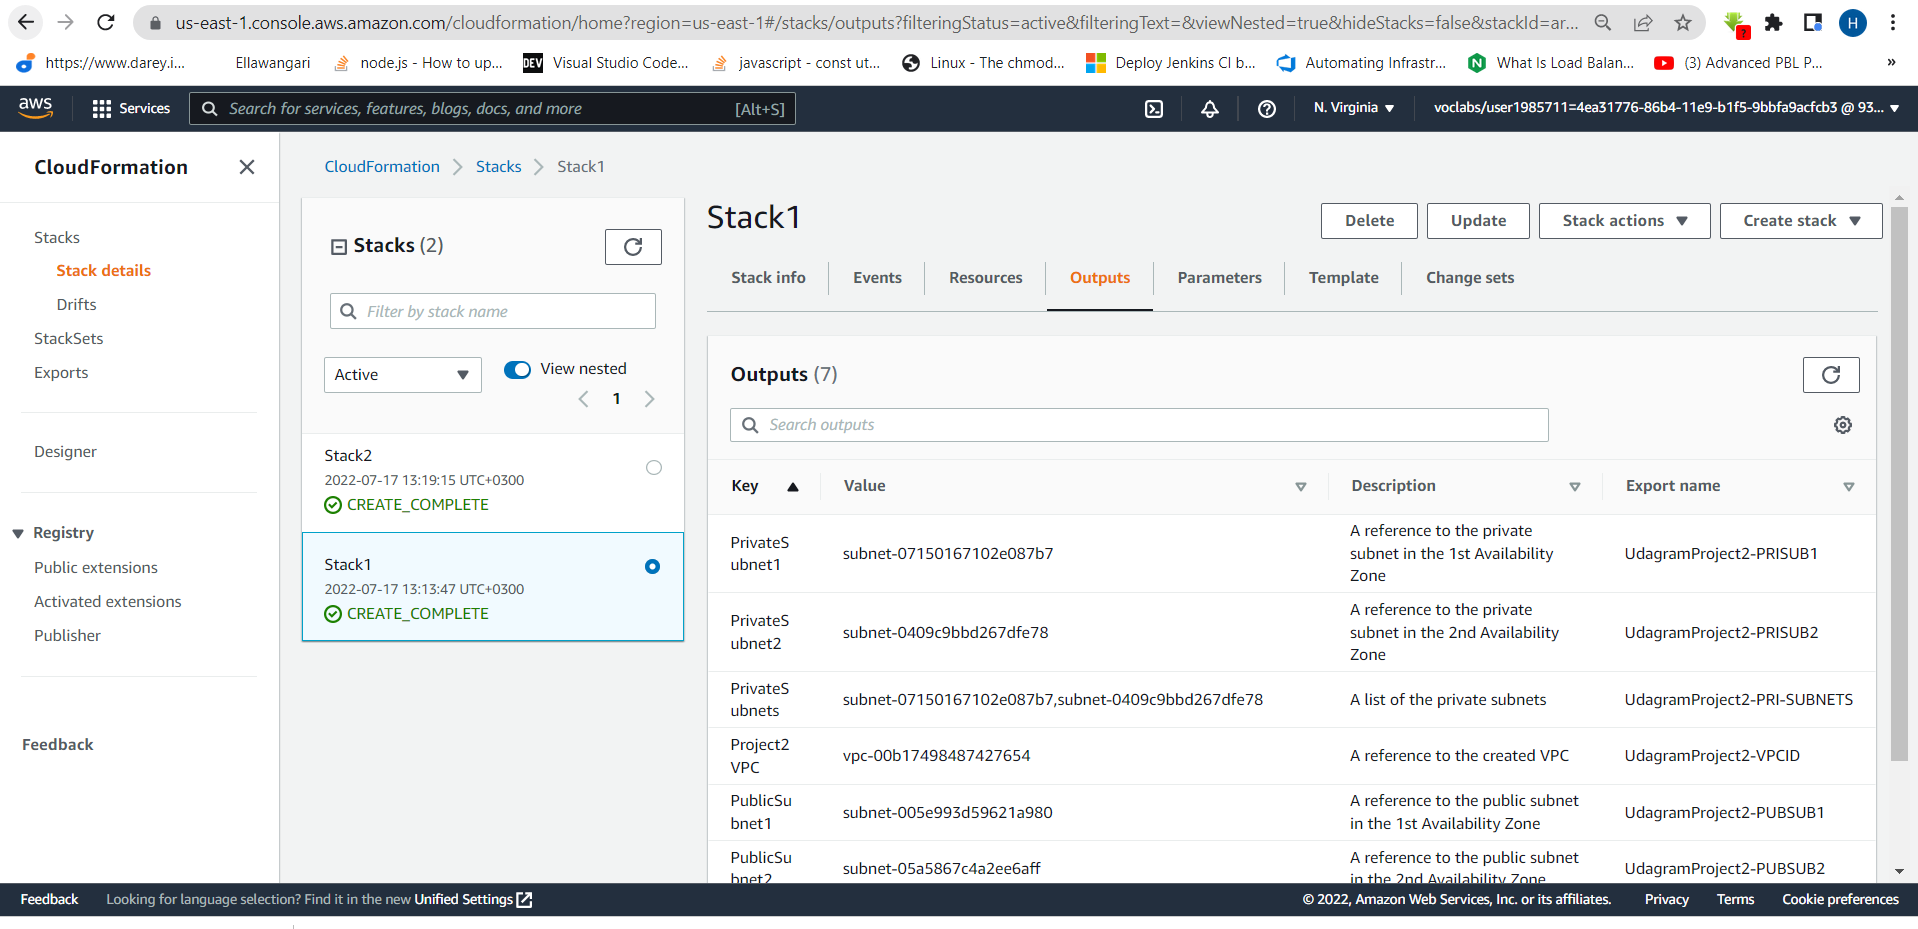 us-east-1.console.aws.amazon.com/cloudformation/home?region=us-east-1#/stacks/outputs?filteringStatus=active&filteringText=&viewNested=true&hideStacks=false&stackId=ar...
?
H
https://www.darey.i...
Ellawangari
node.js - How to up...
DEV
Visual Studio Code...
javascript - const ut...
Linux - The chmod...
Deploy Jenkins CI b...
Automating Infrastr...
What Is Load Balan...
(3) Advanced PBL P...
»
aws
Services
Search for services, features, blogs, docs, and more
[Alt+S]
N. Virginia
voclabs/user1985711=4ea31776-86b4-11e9-b1f5-9bbfa9acfcb3 @ 93...
CloudFormation
Stacks
Stack details
Drifts
StackSets
Exports
Designer
Registry
Public extensions
Activated extensions
Publisher
Feedback
CloudFormation
Stacks
Stack1
Stacks (2)
Filter by stack name
Active
View nested
1
Stack2
2022-07-17 13:19:15 UTC+0300
CREATE_COMPLETE
Stack1
2022-07-17 13:13:47 UTC+0300
CREATE_COMPLETE
Stack1
Delete
Update
Stack actions
Create stack
Stack info
Events
Resources
Outputs
Parameters
Template
Change sets
Outputs (7)
Search outputs
Key
Value
Description
Export name
PrivateS
ubnet1
subnet-07150167102e087b7
A reference to the private
subnet in the 1st Availability
Zone
UdagramProject2-PRISUB1
PrivateS
ubnet2
subnet-0409c9bbd267dfe78
A reference to the private
subnet in the 2nd Availability
Zone
UdagramProject2-PRISUB2
PrivateS
ubnets
subnet-07150167102e087b7,subnet-0409c9bbd267dfe78
A list of the private subnets
UdagramProject2-PRI-SUBNETS
Project2
VPC
vpc-00b17498487427654
A reference to the created VPC
UdagramProject2-VPCID
PublicSu
bnet1
subnet-005e993d59621a980
A reference to the public subnet
in the 1st Availability Zone
UdagramProject2-PUBSUB1
PublicSu
bnet2
subnet-05a5867c4a2ee6aff
A reference to the public subnet
in the 2nd Availability Zone
UdagramProject2-PUBSUB2
Feedback
Looking for language selection? Find it in the new Unified Settings
© 2022, Amazon Web Services, Inc. or its affiliates.
Privacy
Terms
Cookie preferences